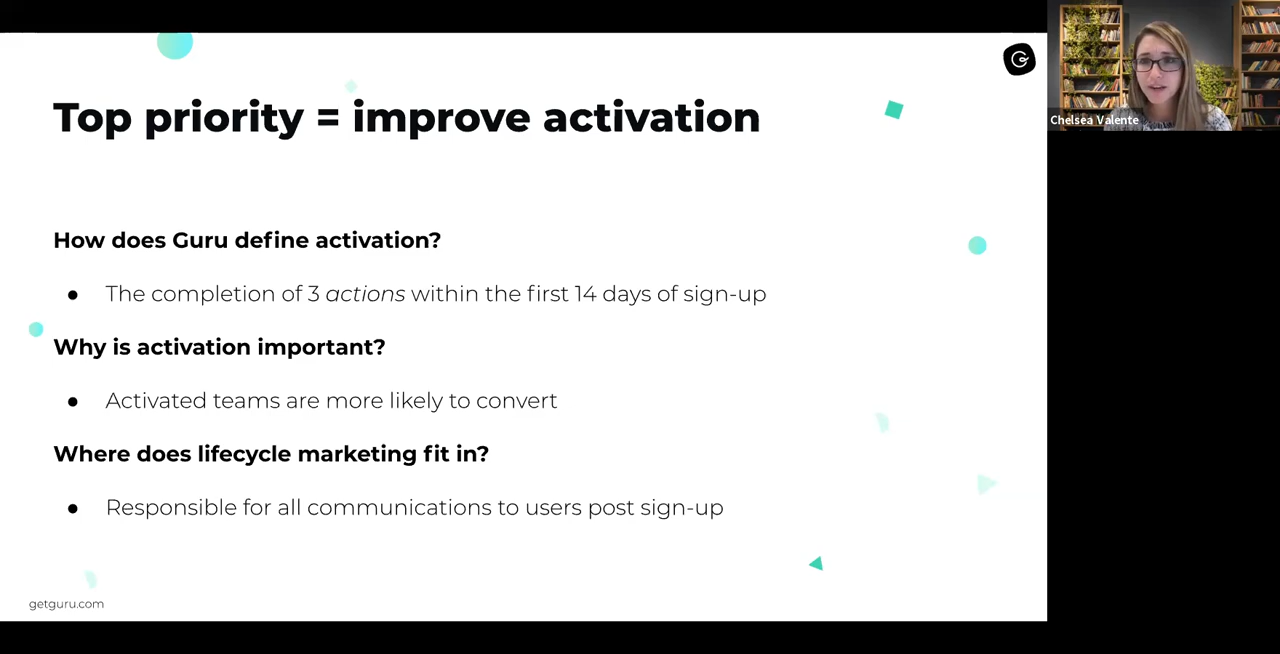 Top priority = improve activation
How does Guru define activation?
● The completion of 3 actions within the first 14 days of sign-up
Why is activation important?
● Activated teams are more likely to convert
Where does lifecycle marketing fit in?
● Responsible for all communications to users post sign-up
getguru.com
Chelsea Valente